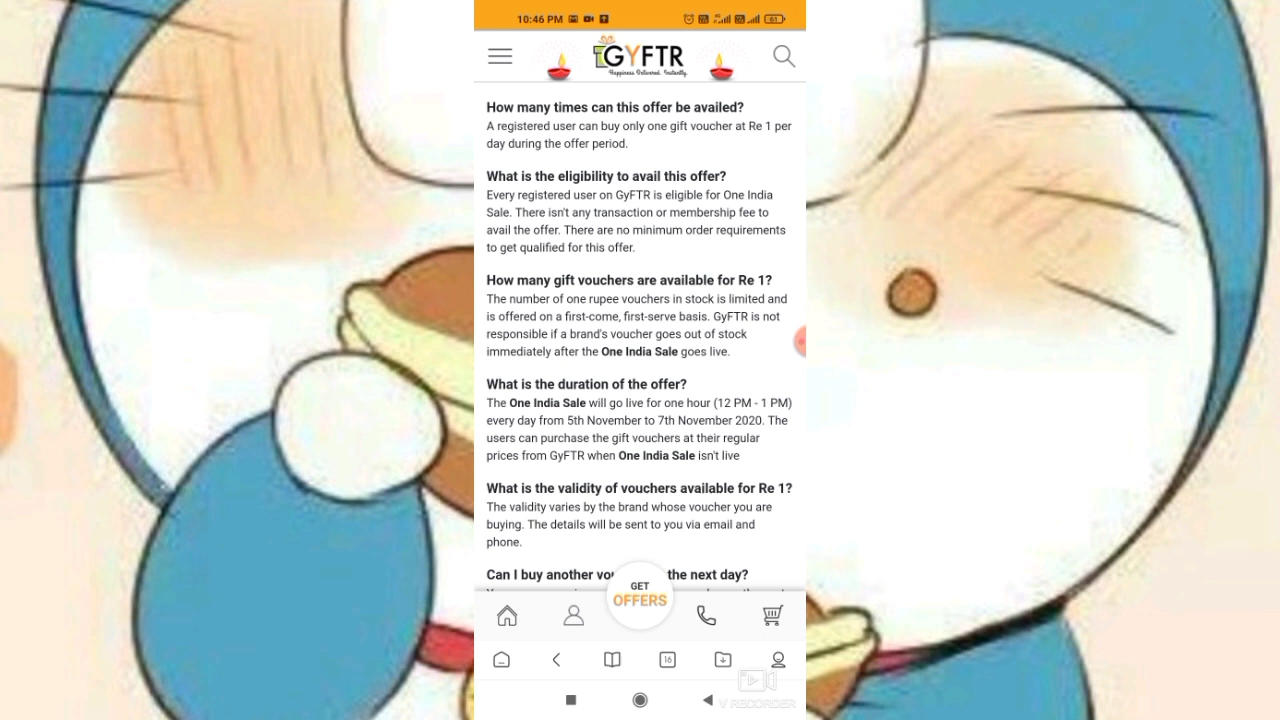 10:46 PM
61
GYFTR
Happiness Delivered. Instantly.
How many times can this offer be availed?
A registered user can buy only one gift voucher at Re 1 per
day during the offer period.
What is the eligibility to avail this offer?
Every registered user on GyFTR is eligible for One India
Sale. There isn't any transaction or membership fee to
avail the offer. There are no minimum order requirements
to get qualified for this offer.
How many gift vouchers are available for Re 1?
The number of one rupee vouchers in stock is limited and
is offered on a first-come, first-serve basis. GyFTR is not
responsible if a brand's voucher goes out of stock
immediately after the One India Sale goes live.
What is the duration of the offer?
The One India Sale will go live for one hour (12 PM - 1 PM)
every day from 5th November to 7th November 2020. The
users can purchase the gift vouchers at their regular
prices from GyFTR when One India Sale isn't live
What is the validity of vouchers available for Re 1?
The validity varies by the brand whose voucher you are
buying. The details will be sent to you via email and
phone.
Can I buy another the next day?
GET
OFFERS
16
V RECORDER